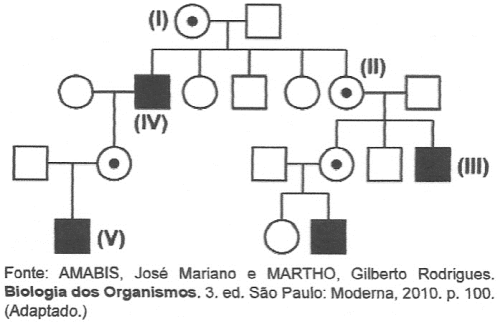 (I)
(II)
(IV)
(III)
(V)
Fonte: AMABIS, José Mariano e MARTHO, Gilberto Rodrigues.
Biologia dos Organismos. 3. ed. São Paulo: Moderna, 2010. p. 100.
(Adaptado.)